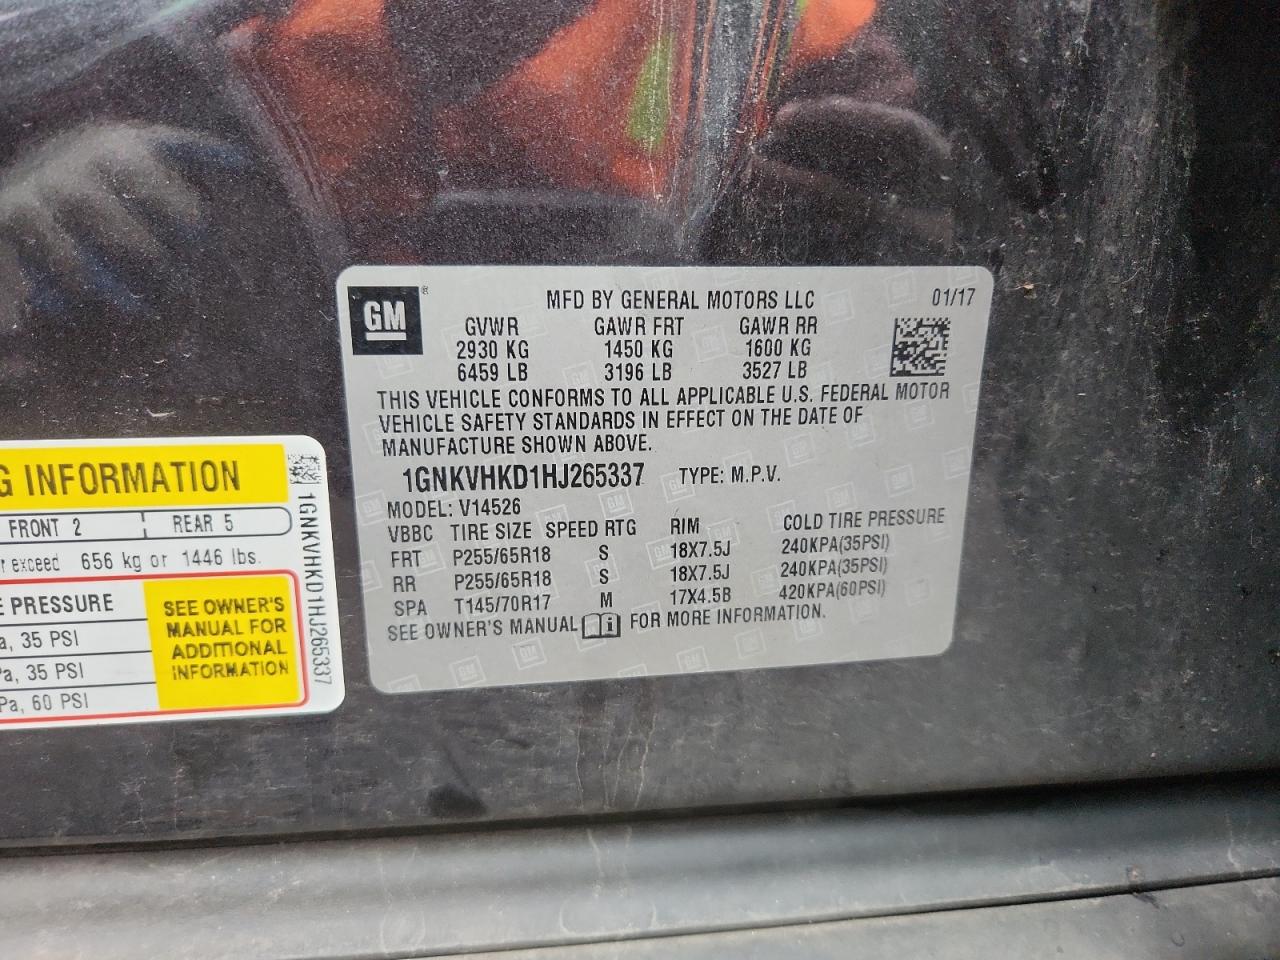 GM®
MFD BY GENERAL MOTORS LLC 01/17
GVWR GAWR FRT GAWR RR
2930 KG 1450 KG 1600 KG
6459 LB 3196 LB 3527 LB
THIS VEHICLE CONFORMS TO ALL APPLICABLE U.S. FEDERAL MOTOR
VEHICLE SAFETY STANDARDS IN EFFECT ON THE DATE OF
MANUFACTURE SHOWN ABOVE.
1GNKVHKD1HJ265337 TYPE: M.P.V.
MODEL: V14526
VBBC TIRE SIZE SPEED RTG RIM COLD TIRE PRESSURE
FRT P255/65R18 S 18X7.5J 240KPA(35PSI)
RR P255/65R18 S 18X7.5J 240KPA(35PSI)
SPA T145/70R17 M 17X4.5B 420KPA(60PSI)
SEE OWNER'S MANUAL i FOR MORE INFORMATION.
G INFORMATION
FRONT 2 REAR 5
exceed 656 kg or 1446 lbs.
E PRESSURE
a, 35 PSI
Pa, 35 PSI
Pa, 60 PSI
SEE OWNER'S
MANUAL FOR
ADDITIONAL
INFORMATION
1GNKVHKD1HJ265337